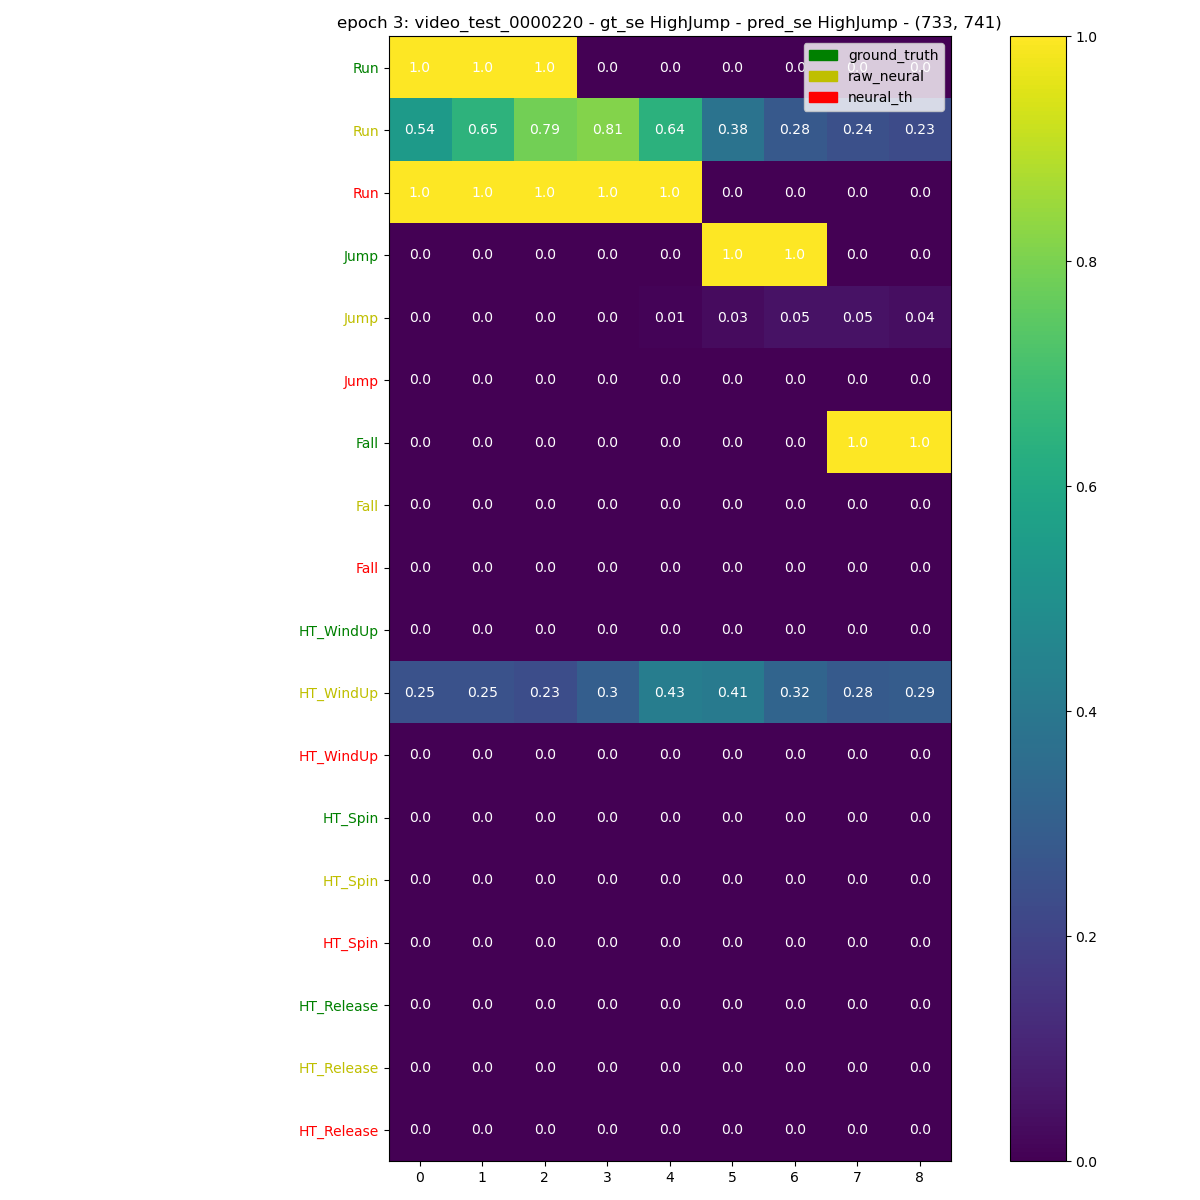 epoch 3: video_test_0000220 - gt_se HighJump - pred_se HighJump - (733, 741)
ground_truth
raw_neural
neural_th
Run 1.0 1.0 1.0 0.0 0.0 0.0 0.0
Run 0.54 0.65 0.79 0.81 0.64 0.38 0.28 0.24 0.23
Run 1.0 1.0 1.0 1.0 1.0 0.0 0.0 0.0 0.0
Jump 0.0 0.0 0.0 0.0 0.0 1.0 1.0 0.0 0.0
Jump 0.0 0.0 0.0 0.0 0.01 0.03 0.05 0.05 0.04
Jump 0.0 0.0 0.0 0.0 0.0 0.0 0.0 0.0 0.0
Fall 0.0 0.0 0.0 0.0 0.0 0.0 0.0 1.0 1.0
Fall 0.0 0.0 0.0 0.0 0.0 0.0 0.0 0.0 0.0
Fall 0.0 0.0 0.0 0.0 0.0 0.0 0.0 0.0 0.0
HT_WindUp 0.0 0.0 0.0 0.0 0.0 0.0 0.0 0.0 0.0
HT_WindUp 0.25 0.25 0.23 0.3 0.43 0.41 0.32 0.28 0.29
HT_WindUp 0.0 0.0 0.0 0.0 0.0 0.0 0.0 0.0 0.0
HT_Spin 0.0 0.0 0.0 0.0 0.0 0.0 0.0 0.0 0.0
HT_Spin 0.0 0.0 0.0 0.0 0.0 0.0 0.0 0.0 0.0
HT_Spin 0.0 0.0 0.0 0.0 0.0 0.0 0.0 0.0 0.0
HT_Release 0.0 0.0 0.0 0.0 0.0 0.0 0.0 0.0 0.0
HT_Release 0.0 0.0 0.0 0.0 0.0 0.0 0.0 0.0 0.0
HT_Release 0.0 0.0 0.0 0.0 0.0 0.0 0.0 0.0 0.0
0 1 2 3 4 5 6 7 8
1.0
0.8
0.6
0.4
0.2
0.0